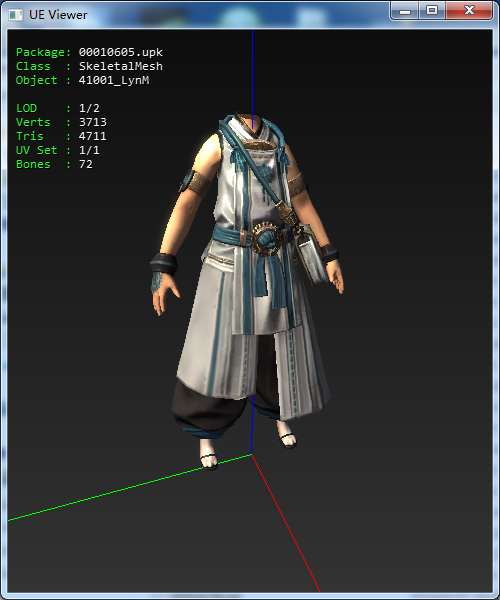 UE Viewer
Package: 00010605.upk
Class : SkeletalMesh
Object : 41001_LynM
LOD : 1/2
Verts : 3713
Tris : 4711
UV Set : 1/1
Bones : 72